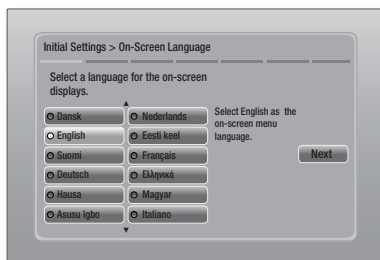 Initial Settings > On-Screen Language
Select a language for the on-screen
displays.
Dansk
English
Suomi
Deutsch
Hausa
Asusu Igbo
Nederlands
Eesti keel
Français
Ελληνικά
Magyar
Italiano
Select English as the
on-screen menu
language.
Next